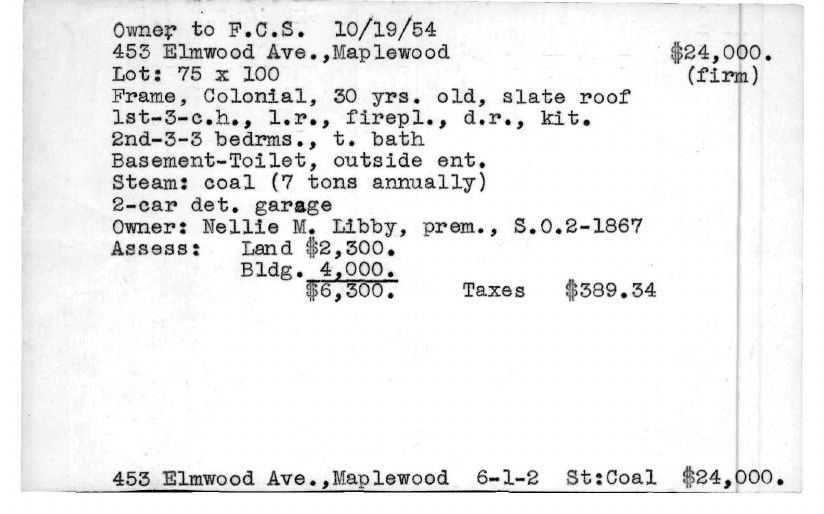 Owner to F.C.S. 10/19/54
453 Elmwood Ave.,Maplewood $24,000.
Lot: 75 x 100 (firm)
Frame, Colonial, 30 yrs. old, slate roof
1st-3-c.h., l.r., firepl., d.r., kit.
2nd-3-3 bedrms., t. bath
Basement-Toilet, outside ent.
Steam: coal (7 tons annually)
2-car det. garage
Owner: Nellie M. Libby, prem., S.O.2-1867
Assess: Land $2,300.
Bldg. 4,000.
$6,300. Taxes $389.34
453 Elmwood Ave.,Maplewood 6-1-2 St:Coal $24,000.